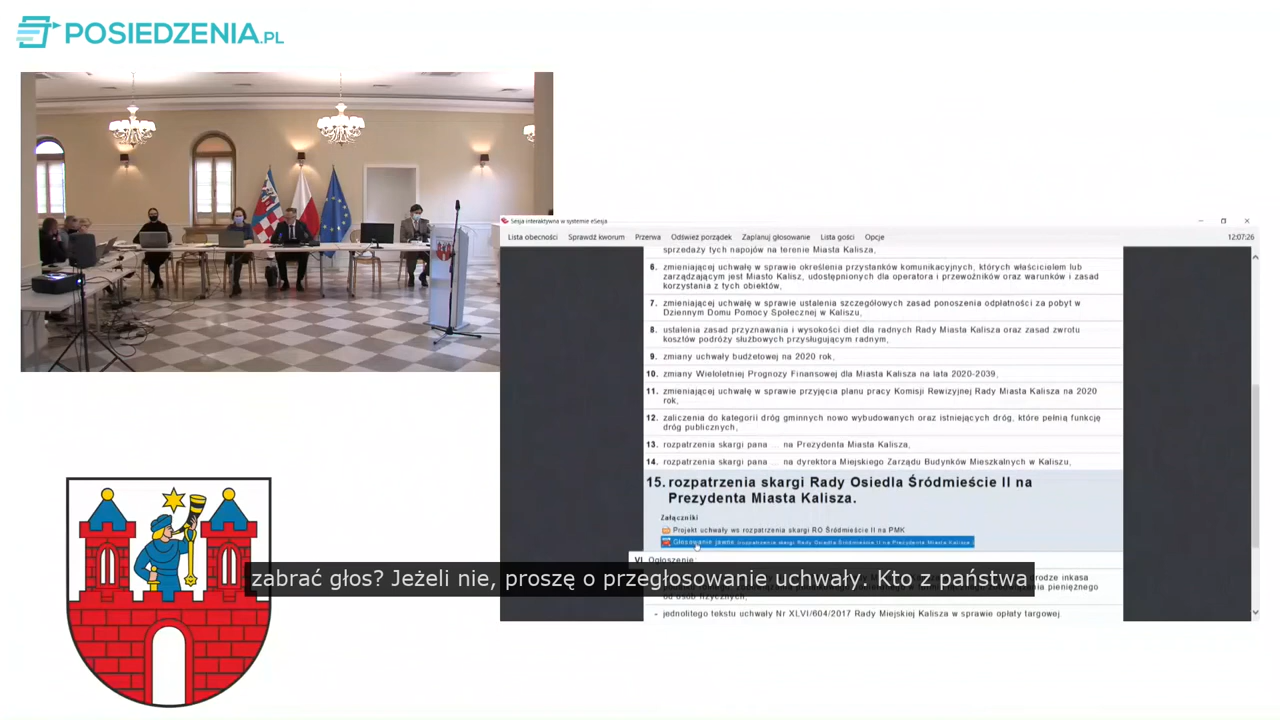 POSIEDZENIA.PL
Sesja interaktywna w systemie eSesja
Lista obecności Sprawdź kworum Przerwa Odśwież porządek Zaplanuj głosowanie Lista gości Opcje 12:07:26
sprzedaży tych napojów na terenie Miasta Kalisza,
6. zmieniającej uchwałę w sprawie określenia przystanków komunikacyjnych, których właścicielem lub
zarządzającym jest Miasto Kalisz, udostępnionych dla operatora i przewoźników oraz warunków i zasad
korzystania z tych obiektów,
7. zmieniającej uchwałę w sprawie ustalenia szczegółowych zasad ponoszenia odpłatności za pobyt w
Dziennym Domu Pomocy Społecznej w Kaliszu,
8. ustalenia zasad przyznawania i wysokości diet dla radnych Rady Miasta Kalisza oraz zasad zwrotu
kosztów podróży służbowych przysługującym radnym,
9. zmiany uchwały budżetowej na 2020 rok,
10. zmiany Wieloletniej Prognozy Finansowej dla Miasta Kalisza na lata 2020-2039,
11. zmieniającej uchwałę w sprawie przyjęcia planu pracy Komisji Rewizyjnej Rady Miasta Kalisza na 2020
rok,
12. zaliczenia do kategorii dróg gminnych nowo wybudowanych oraz istniejących dróg, które pełnią funkcję
dróg publicznych,
13. rozpatrzenia skargi pana ... na Prezydenta Miasta Kalisza,
14. rozpatrzenia skargi pana ... na dyrektora Miejskiego Zarządu Budynków Mieszkalnych w Kaliszu,
15. rozpatrzenia skargi Rady Osiedla Śródmieście II na
Prezydenta Miasta Kalisza.
Załączniki
Projekt uchwały ws rozpatrzenia skargi RO Śródmieście II na PMK
Głosowanie jawne (rozpatrzenia skargi Rady Osiedla Śródmieście II na Prezydenta Miasta Kalisza.)
VI. Ogłoszenie:
drodze inkasa
pieniężnego
od osób fizycznych,
- jednolitego tekstu uchwały Nr XLVI/604/2017 Rady Miejskiej Kalisza w sprawie opłaty targowej.
zabrać głos? Jeżeli nie, proszę o przegłosowanie uchwały. Kto z państwa